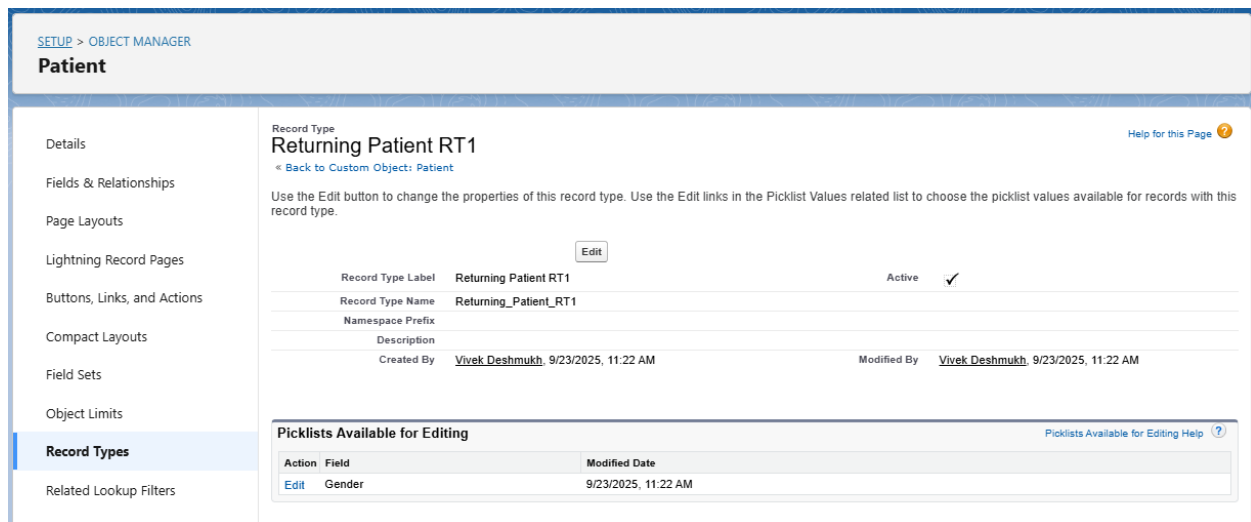 SETUP > OBJECT MANAGER
Patient
Details
Fields & Relationships
Page Layouts
Lightning Record Pages
Buttons, Links, and Actions
Compact Layouts
Field Sets
Object Limits
Record Types
Related Lookup Filters
Record Type
Returning Patient RT1
Help for this Page ?
« Back to Custom Object: Patient
Use the Edit button to change the properties of this record type. Use the Edit links in the Picklist Values related list to choose the picklist values available for records with this
record type.
Edit
Record Type Label Returning Patient RT1 Active ✓
Record Type Name Returning_Patient_RT1
Namespace Prefix
Description
Created By Vivek Deshmukh, 9/23/2025, 11:22 AM Modified By Vivek Deshmukh, 9/23/2025, 11:22 AM
Picklists Available for Editing Picklists Available for Editing Help ?
Action Field Modified Date
Edit Gender 9/23/2025, 11:22 AM